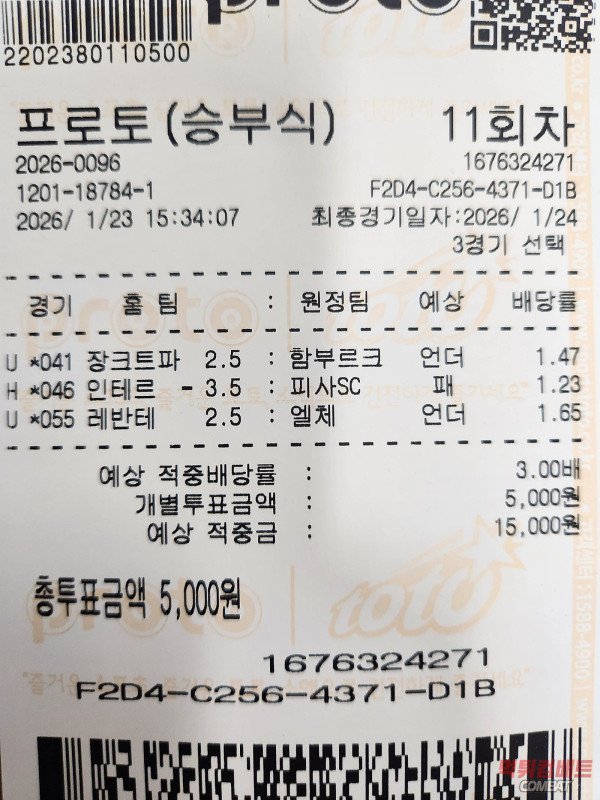 proto
2202380110500
프로토(승부식) 11회차
2026-0096 1676324271
1201-18784-1 F2D4-C256-4371-D1B
2026/ 1/23 15:34:07 최종경기일자:2026/ 1/24
3경기 선택
경기 홈팀 : 원정팀 예상 배당률
U *041 장크트파 2.5 : 함부르크 언더 1.47
H *046 인테르 - 3.5 : 피사SC 패 1.23
U *055 레반테 2.5 : 엘체 언더 1.65
예상 적중배당률 : 3.00배
개별투표금액 : 5,000원
예상 적중금 : 15,000원
총투표금액 5,000원
1676324271
F2D4-C256-4371-D1B
먹튀컴배트
COMBAT